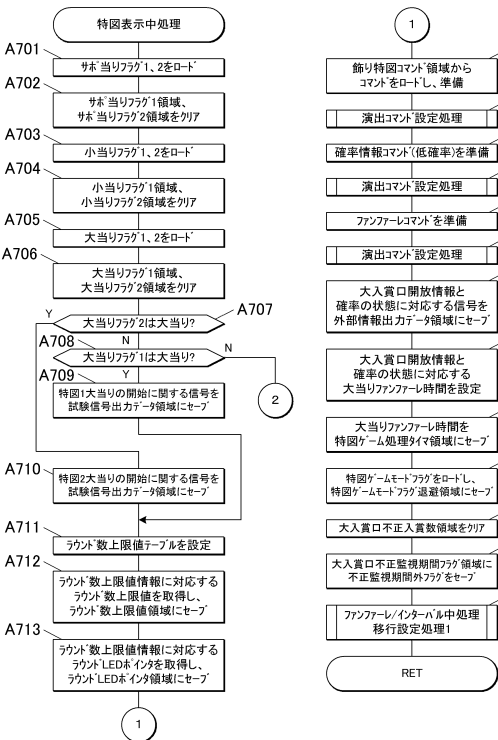 特図表示中処理
A701
サポ当りフラグ1、2をロード
A702
サポ当りフラグ1領域、
サポ当りフラグ2領域をクリア
A703
小当りフラグ1、2をロード
A704
小当りフラグ1領域、
小当りフラグ2領域をクリア
A705
大当りフラグ1、2をロード
A706
大当りフラグ1領域、
大当りフラグ2領域をクリア
Y
A707
大当りフラグ2は大当り?
N
A708
大当りフラグ1は大当り?
N
Y
2
A709
特図1大当りの開始に関する信号を
試験信号出力データ領域にセーブ
A710
特図2大当りの開始に関する信号を
試験信号出力データ領域にセーブ
A711
ラウンド数上限値テーブルを設定
A712
ラウンド数上限値情報に対応する
ラウンド数上限値を取得し、
ラウンド数上限値領域にセーブ
A713
ラウンド数上限値情報に対応する
ラウンドLEDポインタを取得し、
ラウンドLEDポインタ領域にセーブ
1
1
飾り特図コマンド領域から
コマンドをロードし、準備
演出コマンド設定処理
確率情報コマンド(低確率)を準備
演出コマンド設定処理
ファンファーレコマンドを準備
演出コマンド設定処理
大入賞口開放情報と
確率の状態に対応する信号を
外部情報出力データ領域にセーブ
大入賞口開放情報と
確率の状態に対応する
大当りファンファーレ時間を設定
大当りファンファーレ時間を
特図ゲーム処理タイマ領域にセーブ
特図ゲームモードフラグをロードし、
特図ゲームモードフラグ退避領域にセーブ
大入賞口不正入賞数領域をクリア
大入賞口不正監視期間フラグ領域に
不正監視期間外フラグをセーブ
ファンファーレ/インターバル中処理
移行設定処理1
RET